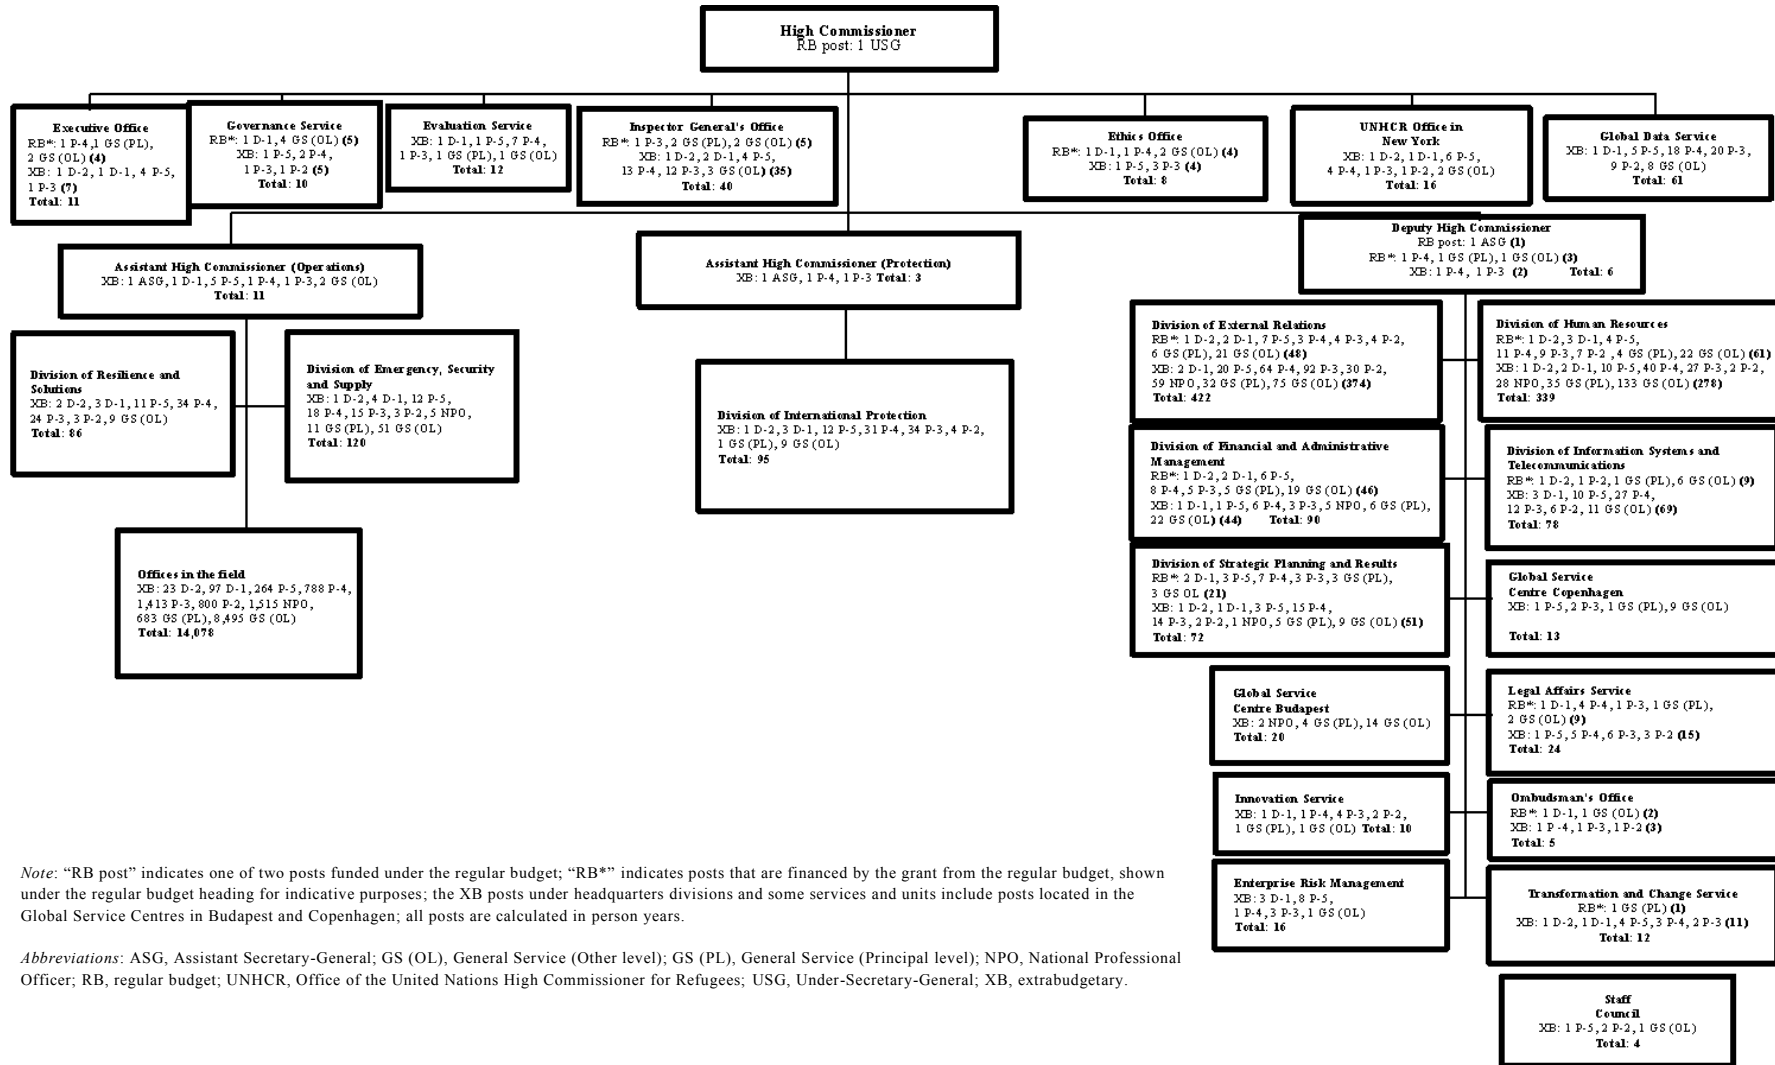 High Commissioner
RB post: 1 USG
Executive Office
RB*: 1 P-4, 1 GS (PL),
2 GS (OL) (4)
XB: 1 D-2, 1 D-1, 4 P-5,
1 P-3 (7)
Total: 11
Governance Service
RB*: 1 D-1, 4 GS (OL) (5)
XB: 1 P-5, 2 P-4,
1 P-3, 1 P-2 (5)
Total: 10
Evaluation Service
XB: 1 D-1, 1 P-5, 7 P-4,
1 P-3, 1 GS (PL), 1 GS (OL)
Total: 12
Inspector General's Office
RB*: 1 P-3, 2 GS (PL), 2 GS (OL) (5)
XB: 1 D-2, 2 D-1, 4 P-5,
13 P-4, 12 P-3, 3 GS (OL) (35)
Total: 40
Ethics Office
RB*: 1 D-1, 1 P-4, 2 GS (OL) (4)
XB: 1 P-5, 3 P-3 (4)
Total: 8
UNHCR Office in
New York
XB: 1 D-2, 1 D-1, 6 P-5,
4 P-4, 1 P-3, 1 P-2, 2 GS (OL)
Total: 16
Global Data Service
XB: 1 D-1, 5 P-5, 18 P-4, 20 P-3,
9 P-2, 8 GS (OL)
Total: 61
Assistant High Commissioner (Operations)
XB: 1 ASG, 1 D-1, 5 P-5, 1 P-4, 1 P-3, 2 GS (OL)
Total: 11
Assistant High Commissioner (Protection)
XB: 1 ASG, 1 P-4, 1 P-3 Total: 3
Deputy High Commissioner
RB post: 1 ASG (1)
RB*: 1 P-4, 1 GS (PL), 1 GS (OL) (3)
XB: 1 P-4, 1 P-3 (2) Total: 6
Division of Resilience and
Solutions
XB: 2 D-2, 3 D-1, 11 P-5, 34 P-4,
24 P-3, 3 P-2, 9 GS (OL)
Total: 86
Division of Emergency, Security
and Supply
XB: 1 D-2, 4 D-1, 12 P-5,
18 P-4, 15 P-3, 3 P-2, 5 NPO,
11 GS (PL), 51 GS (OL)
Total: 120
Offices in the field
XB: 23 D-2, 97 D-1, 264 P-5, 788 P-4,
1,413 P-3, 800 P-2, 1,515 NPO,
683 GS (PL), 8,495 GS (OL)
Total: 14,078
Division of International Protection
XB: 1 D-2, 3 D-1, 12 P-5, 31 P-4, 34 P-3, 4 P-2,
1 GS (PL), 9 GS (OL)
Total: 95
Division of External Relations
RB*: 1 D-2, 2 D-1, 7 P-5, 3 P-4, 4 P-3, 4 P-2,
6 GS (PL), 21 GS (OL) (48)
XB: 2 D-1, 20 P-5, 64 P-4, 92 P-3, 30 P-2,
59 NPO, 32 GS (PL), 75 GS (OL) (374)
Total: 422
Division of Human Resources
RB*: 1 D-2, 3 D-1, 4 P-5,
11 P-4, 9 P-3, 7 P-2 , 4 GS (PL), 22 GS (OL) (61)
XB: 1 D-2, 2 D-1, 10 P-5, 40 P-4, 27 P-3, 2 P-2,
28 NPO, 35 GS (PL), 133 GS (OL) (278)
Total: 339
Division of Financial and Administrative
Management
RB*: 1 D-2, 2 D-1, 6 P-5,
8 P-4, 5 P-3, 5 GS (PL), 19 GS (OL) (46)
XB: 1 D-1, 1 P-5, 6 P-4, 3 P-3, 5 NPO, 6 GS (PL),
22 GS (OL) (44) Total: 90
Division of Information Systems and
Telecommunications
RB*: 1 D-2, 1 P-2, 1 GS (PL), 6 GS (OL) (9)
XB: 3 D-1, 10 P-5, 27 P-4,
12 P-3, 6 P-2, 11 GS (OL) (69)
Total: 78
Division of Strategic Planning and Results
RB*: 2 D-1, 3 P-5, 7 P-4, 3 P-3, 3 GS (PL),
3 GS OL (21)
XB: 1 D-2, 1 D-1, 3 P-5, 15 P-4,
14 P-3, 2 P-2, 1 NPO, 5 GS (PL), 9 GS (OL) (51)
Total: 72
Global Service
Centre Copenhagen
XB: 1 P-5, 2 P-3, 1 GS (PL), 9 GS (OL)
Total: 13
Global Service
Centre Budapest
XB: 2 NPO, 4 GS (PL), 14 GS (OL)
Total: 20
Legal Affairs Service
RB*: 1 D-1, 4 P-4, 1 P-3, 1 GS (PL),
2 GS (OL) (9)
XB: 1 P-5, 5 P-4, 6 P-3, 3 P-2 (15)
Total: 24
Innovation Service
XB: 1 D-1, 1 P-4, 4 P-3, 2 P-2,
1 GS (PL), 1 GS (OL) Total: 10
Ombudsman's Office
RB*: 1 D-1, 1 GS (OL) (2)
XB: 1 P-4, 1 P-3, 1 P-2 (3)
Total: 5
Enterprise Risk Management
XB: 3 D-1, 8 P-5,
1 P-4, 3 P-3, 1 GS (OL)
Total: 16
Transformation and Change Service
RB*: 1 GS (PL) (1)
XB: 1 D-2, 1 D-1, 4 P-5, 3 P-4, 2 P-3 (11)
Total: 12
Staff
Council
XB: 1 P-5, 2 P-2, 1 GS (OL)
Total: 4
Note: “RB post” indicates one of two posts funded under the regular budget; “RB*” indicates posts that are financed by the grant from the regular budget, shown
under the regular budget heading for indicative purposes; the XB posts under headquarters divisions and some services and units include posts located in the
Global Service Centres in Budapest and Copenhagen; all posts are calculated in person years.
Abbreviations: ASG, Assistant Secretary-General; GS (OL), General Service (Other level); GS (PL), General Service (Principal level); NPO, National Professional
Officer; RB, regular budget; UNHCR, Office of the United Nations High Commissioner for Refugees; USG, Under-Secretary-General; XB, extrabudgetary.